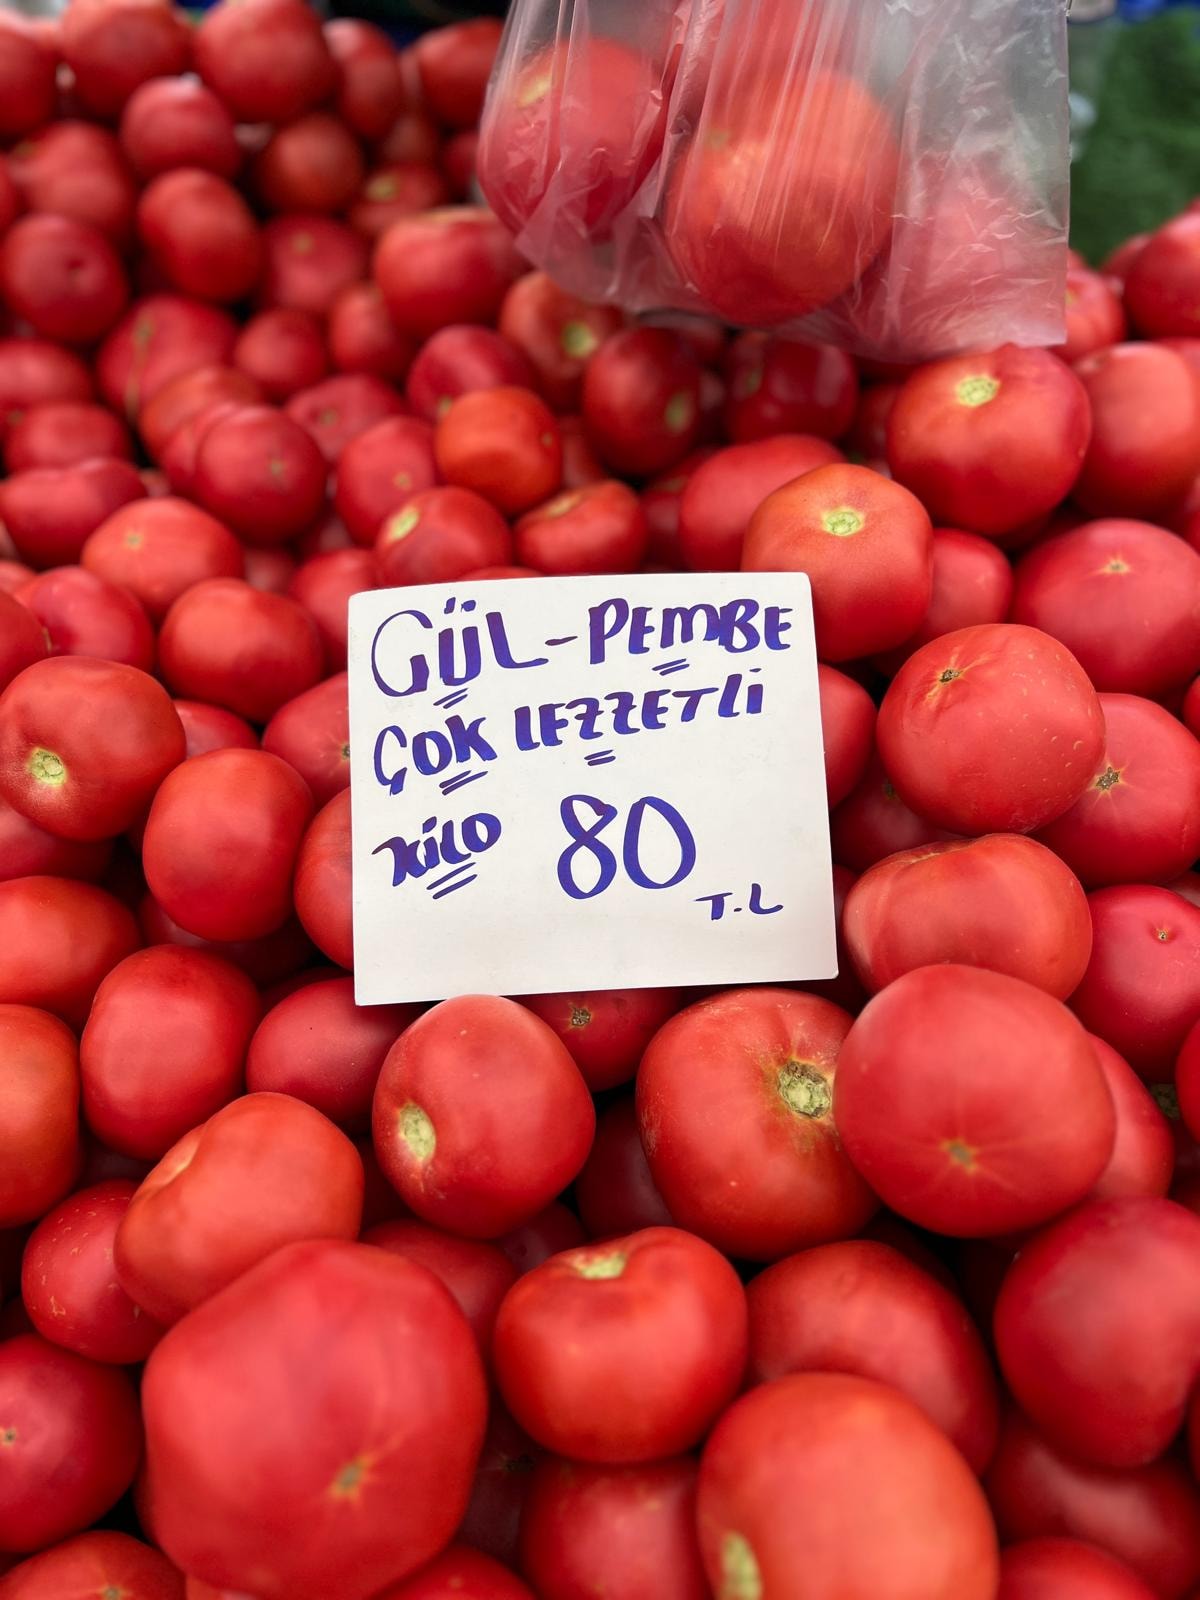 GÜL-PEMBE
ÇOK LEZZETLİ
KİLO 80
T.L